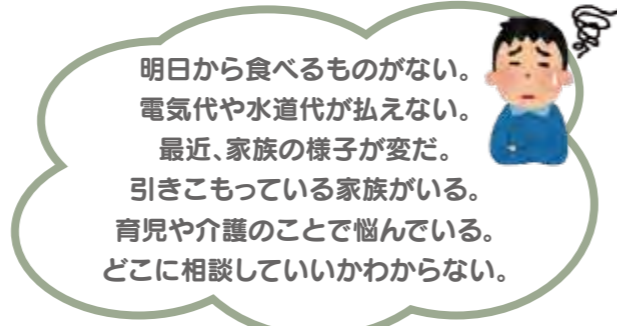 明日から食べるものがない。
電気代や水道代が払えない。
最近、家族の様子が変だ。
引きこもっている家族がいる。
育児や介護のことで悩んでいる。
どこに相談していいかわからない。